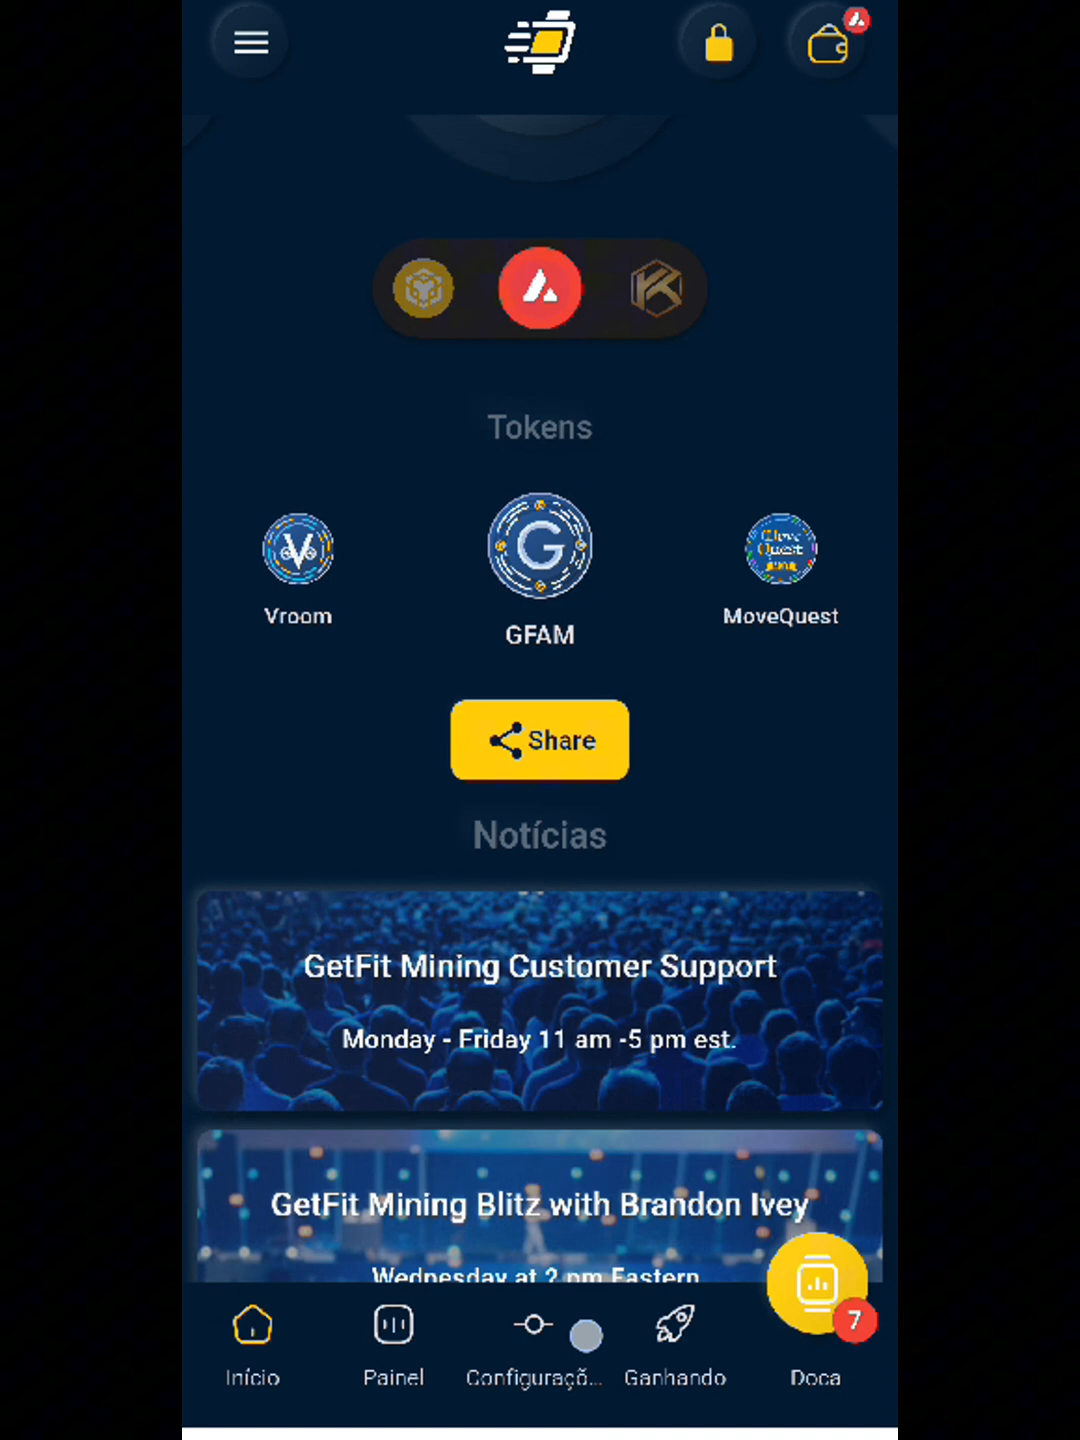 Tokens
Vroom
GFAM
MoveQuest
Share
Notícias
GetFit Mining Customer Support
Monday - Friday 11 am -5 pm est.
GetFit Mining Blitz with Brandon Ivey
Wednesday at 2 pm Eastern
7
Início
Painel
Configuraçõ...
Ganhando
Doca